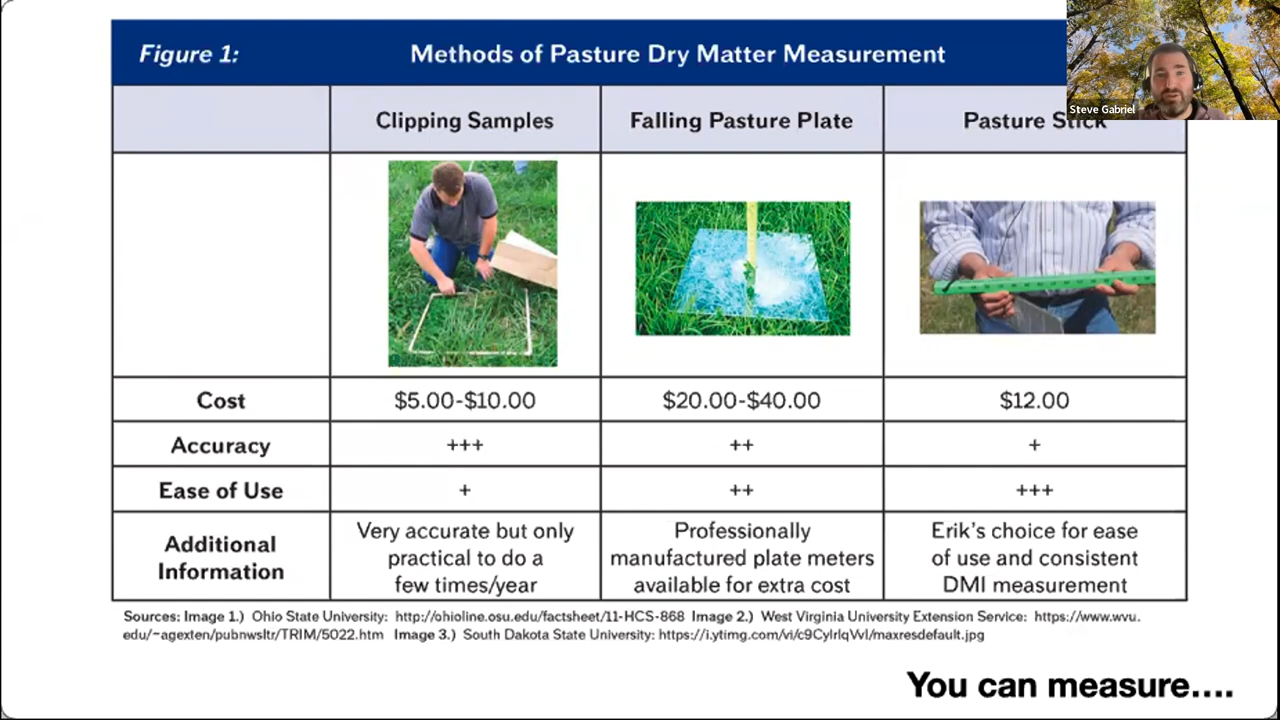 Figure 1:
Methods of Pasture Dry Matter Measurement
Steve Gabriel
Clipping Samples
Falling Pasture Plate
Pasture Stick
Cost
$5.00-$10.00
$20.00-$40.00
$12.00
Accuracy
+++
++
+
Ease of Use
+
++
+++
Additional
Information
Very accurate but only
practical to do a
few times/year
Professionally
manufactured plate meters
available for extra cost
Erik's choice for ease
of use and consistent
DMI measurement
Sources: Image 1.) Ohio State University: http://ohioline.osu.edu/factsheet/11-HCS-868 Image 2.) West Virginia University Extension Service: https://www.wvu.
edu/~agexten/pubnwsltr/TRIM/5022.htm Image 3.) South Dakota State University: https://i.ytimg.com/vi/c9CylrlqVvI/maxresdefault.jpg
You can measure....